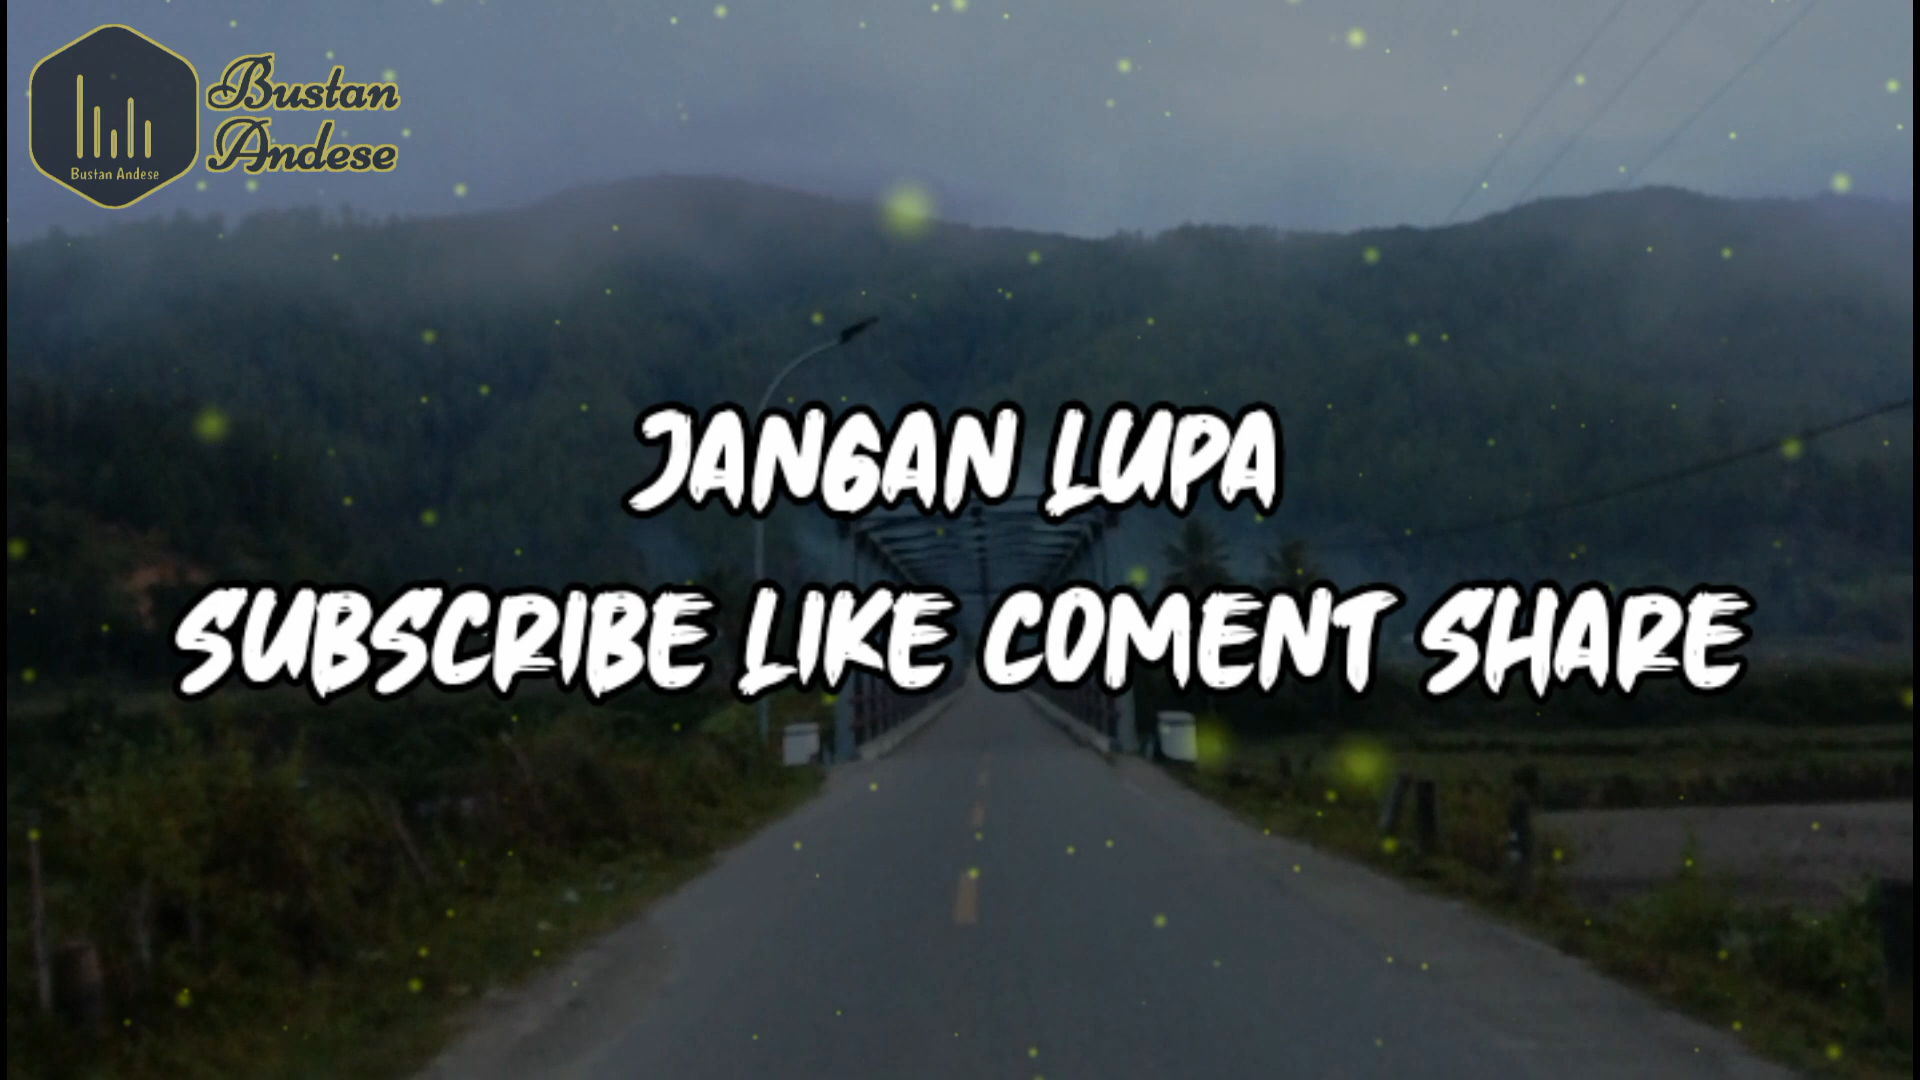 Bustan
Andese
Bustan Andese
JANGAN LUPA
SUBSCRIBE LIKE COMENT SHARE